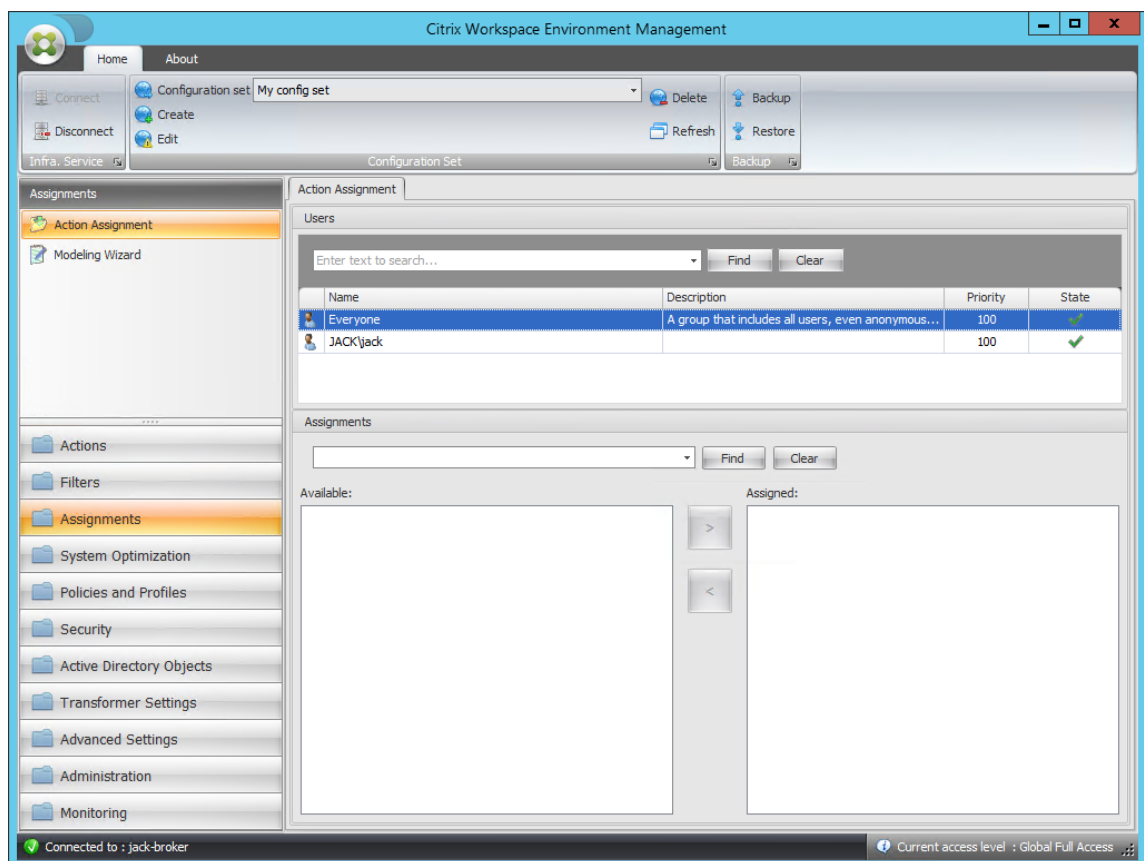 Citrix Workspace Environment Management
Home About
Connect
Disconnect
Infra. Service
Configuration set My config set
Create
Edit
Delete
Refresh
Configuration Set
Backup
Restore
Backup
Assignments
Action Assignment
Modeling Wizard
Actions
Filters
Assignments
System Optimization
Policies and Profiles
Security
Active Directory Objects
Transformer Settings
Advanced Settings
Administration
Monitoring
Action Assignment
Users
Enter text to search... Find Clear
Name Description Priority State
Everyone A group that includes all users, even anonymous... 100
JACK\jack 100
Assignments
Find Clear
Available: Assigned:
>
<
Connected to : jack-broker Current access level : Global Full Access